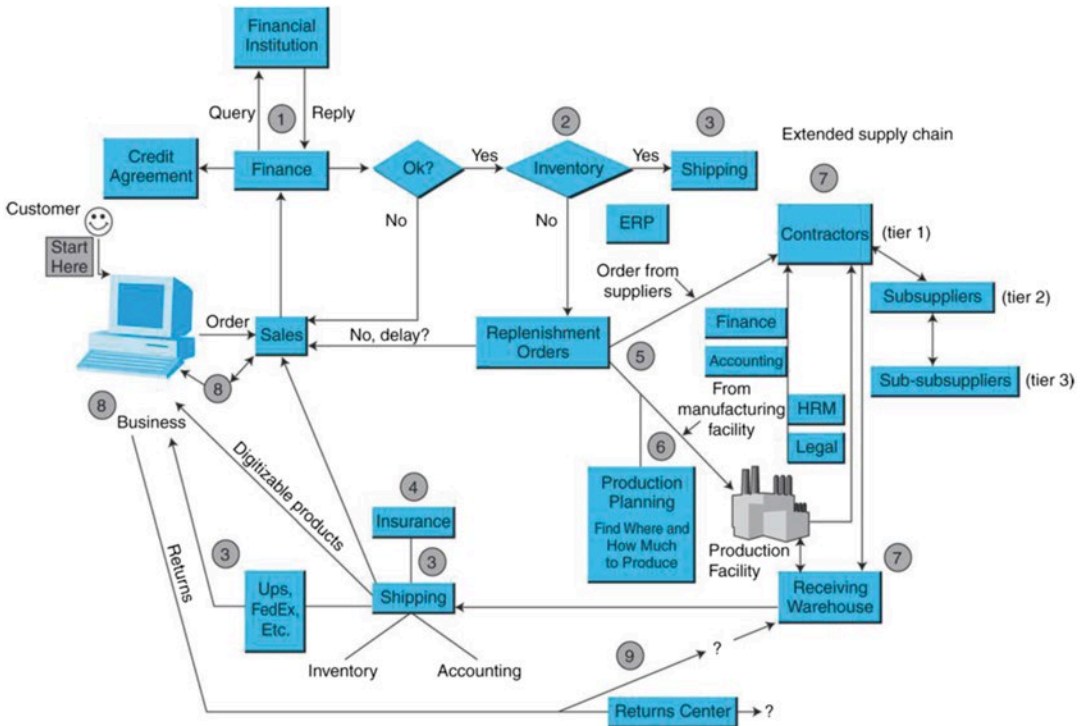 Financial
Institution
Query
Reply
1
2
3
Extended supply chain
Credit
Agreement
Finance
Ok?
Yes
Inventory
Yes
Shipping
7
Customer
Start
Here
No
No
ERP
Contractors
(tier 1)
Order from
suppliers
Subsuppliers
(tier 2)
Order
Sales
No, delay?
Replenishment
Orders
Finance
5
Accounting
Sub-subsuppliers
(tier 3)
8
8
Business
From
manufacturing
facility
HRM
Legal
6
Digitizable products
4
Insurance
Production
Planning
Find Where and
How Much
to Produce
Production
Facility
Returns
3
3
7
Ups,
FedEx,
Etc.
Shipping
Receiving
Warehouse
Inventory
Accounting
9
?
Returns Center
?